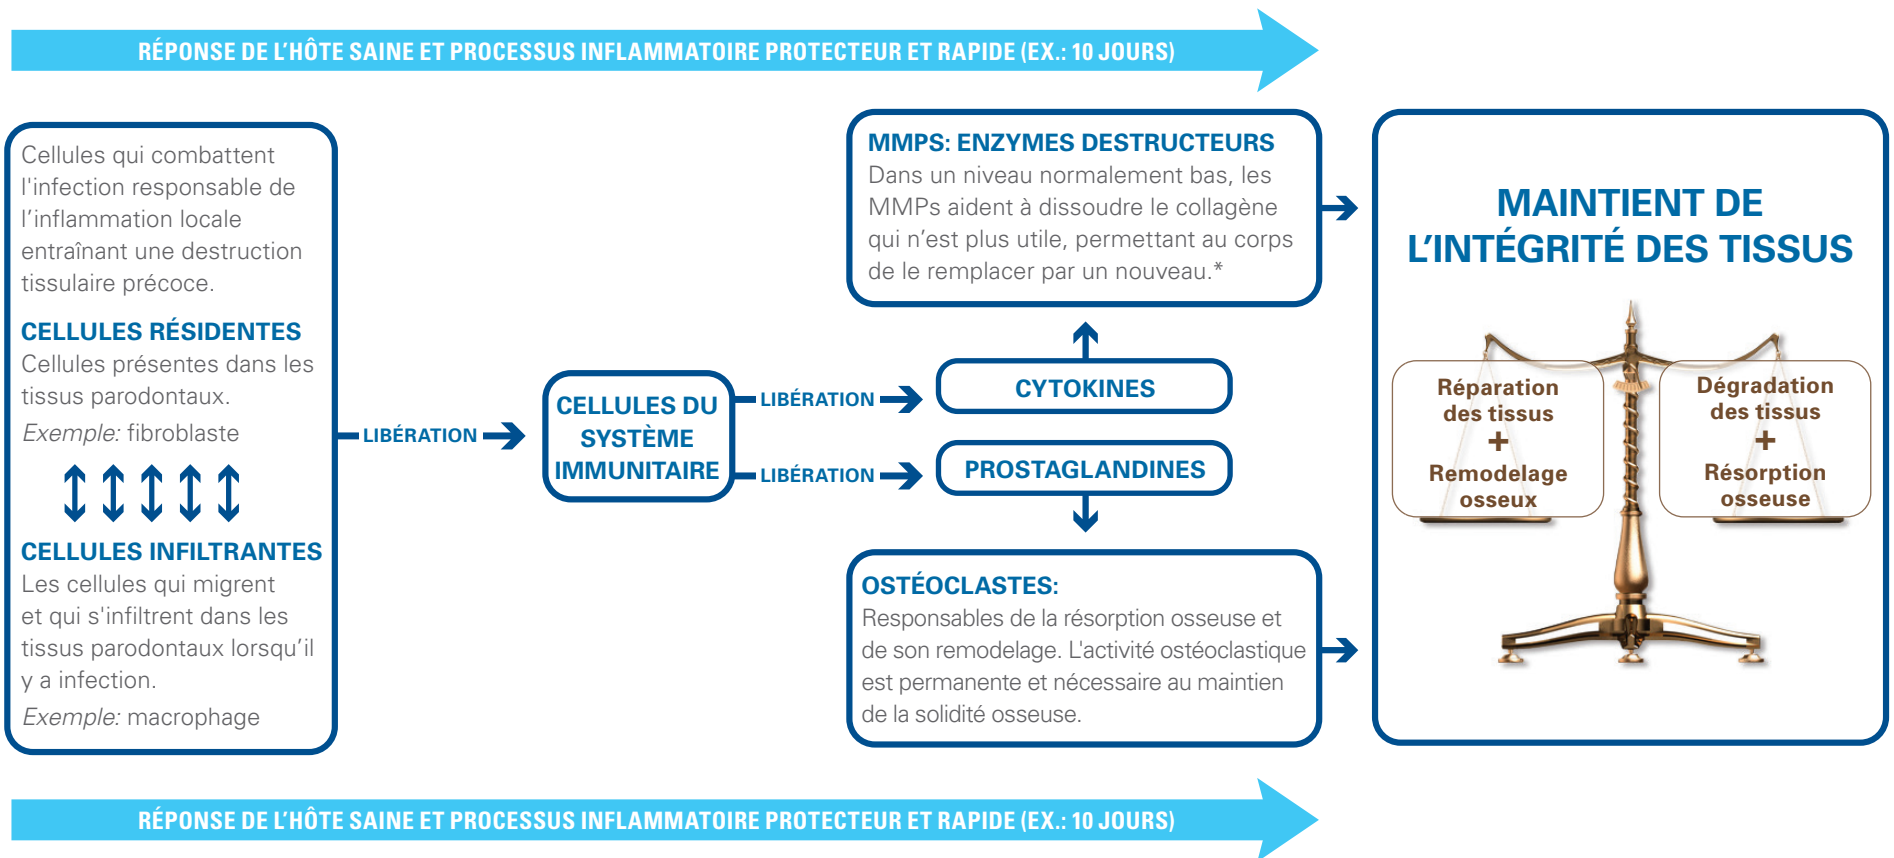 RÉPONSE DE L'HÔTE SAINE ET PROCESSUS INFLAMMATOIRE PROTECTEUR ET RAPIDE (EX.: 10 JOURS)
Cellules qui combattent
l'infection responsable de
l’inflammation locale
entraînant une destruction
tissulaire précoce.
CELLULES RÉSIDENTES
Cellules présentes dans les
tissus parodontaux.
Exemple: fibroblaste
CELLULES INFILTRANTES
Les cellules qui migrent
et qui s'infiltrent dans les
tissus parodontaux lorsqu’il
y a infection.
Exemple: macrophage
LIBÉRATION
CELLULES DU
SYSTÈME
IMMUNITAIRE
LIBÉRATION
LIBÉRATION
MMPS: ENZYMES DESTRUCTEURS
Dans un niveau normalement bas, les
MMPs aident à dissoudre le collagène
qui n’est plus utile, permettant au corps
de le remplacer par un nouveau.*
CYTOKINES
PROSTAGLANDINES
OSTÉOCLASTES:
Responsables de la résorption osseuse et
de son remodelage. L'activité ostéoclastique
est permanente et nécessaire au maintien
de la solidité osseuse.
MAINTIENT DE
L’INTÉGRITÉ DES TISSUS
Réparation
des tissus
+
Remodelage
osseux
Dégradation
des tissus
+
Résorption
osseuse
RÉPONSE DE L'HÔTE SAINE ET PROCESSUS INFLAMMATOIRE PROTECTEUR ET RAPIDE (EX.: 10 JOURS)